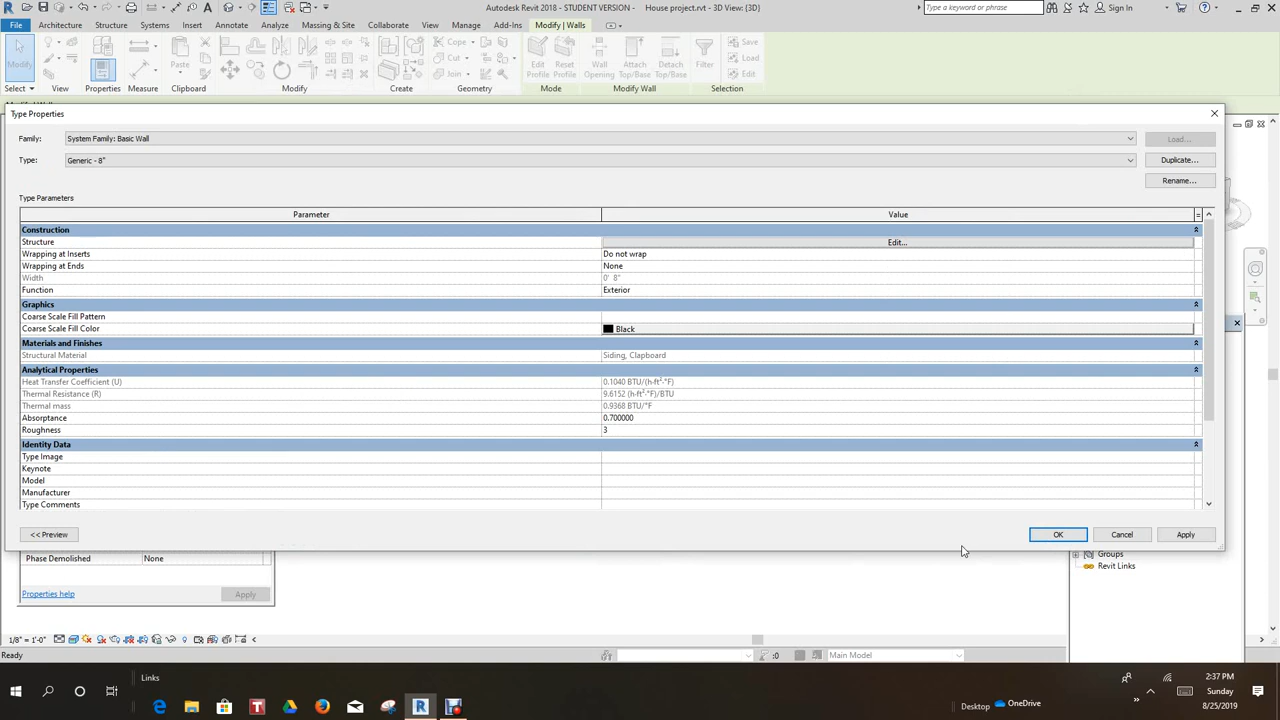 Autodesk Revit 2018 - STUDENT VERSION - House project.rvt - 3D View: {3D}
Type a keyword or phrase
Sign In
File Architecture Structure Systems Insert Annotate Analyze Massing & Site Collaborate View Manage Add-Ins Modify | Walls
Modify
Paste
Cope
Cut
Join
Edit Profile
Reset Profile
Wall Opening
Attach Top/Base
Detach Top/Base
Filter
Save
Load
Edit
Select View Properties Measure Clipboard Modify Create Geometry Mode Modify Wall Selection
Type Properties
Family: System Family: Basic Wall Load...
Type: Generic - 8" Duplicate...
Rename...
Type Parameters
Parameter Value =
Construction
Structure Edit...
Wrapping at Inserts Do not wrap
Wrapping at Ends None
Width 0' 8"
Function Exterior
Graphics
Coarse Scale Fill Pattern
Coarse Scale Fill Color Black
Materials and Finishes
Structural Material Siding, Clapboard
Analytical Properties
Heat Transfer Coefficient (U) 0.1040 BTU/(h·ft²·°F)
Thermal Resistance (R) 9.6152 (h·ft²·°F)/BTU
Thermal mass 0.9368 BTU/°F
Absorptance 0.700000
Roughness 3
Identity Data
Type Image
Keynote
Model
Manufacturer
Type Comments
<< Preview OK Cancel Apply
Phase Demolished None
Groups
Revit Links
Properties help Apply
1/8" = 1'-0"
Ready :0 Main Model
Links
2:37 PM
Sunday
Desktop OneDrive 8/25/2019